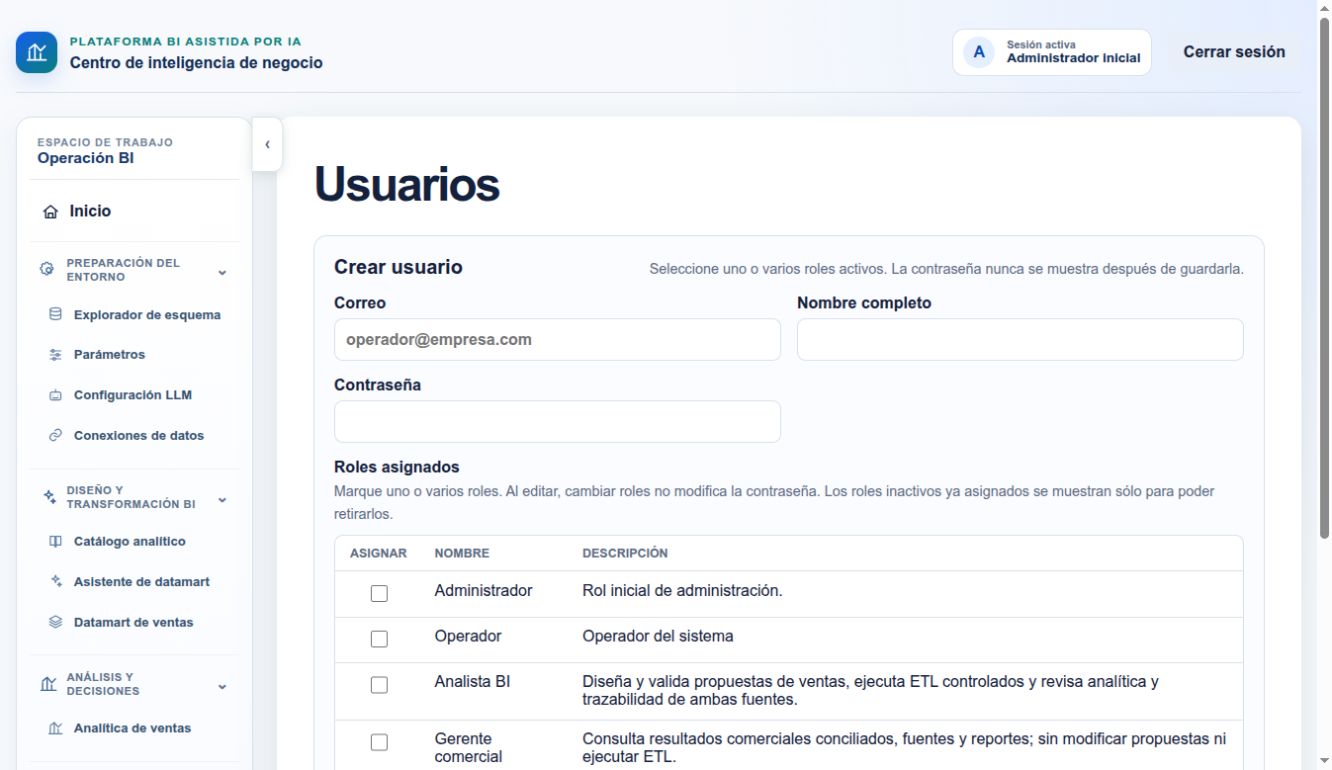 PLATAFORMA BI ASISTIDA POR IA
Centro de inteligencia de negocio
A
Sesión activa
Administrador Inicial
Cerrar sesión
ESPACIO DE TRABAJO
Operación BI
Inicio
PREPARACIÓN DEL
ENTORNO
Explorador de esquema
Parámetros
Configuración LLM
Conexiones de datos
DISEÑO Y
TRANSFORMACIÓN BI
Catálogo analítico
Asistente de datamart
Datamart de ventas
ANÁLISIS Y
DECISIONES
Analítica de ventas
Usuarios
Crear usuario
Seleccione uno o varios roles activos. La contraseña nunca se muestra después de guardarla.
Correo
Nombre completo
operador@empresa.com
Contraseña
Roles asignados
Marque uno o varios roles. Al editar, cambiar roles no modifica la contraseña. Los roles inactivos ya asignados se muestran sólo para poder
retirarlos.
ASIGNAR NOMBRE DESCRIPCIÓN
Administrador Rol inicial de administración.
Operador Operador del sistema
Analista BI Diseña y valida propuestas de ventas, ejecuta ETL controlados y revisa analítica y
trazabilidad de ambas fuentes.
Gerente Consulta resultados comerciales conciliados, fuentes y reportes; sin modificar propuestas ni
comercial ejecutar ETL.